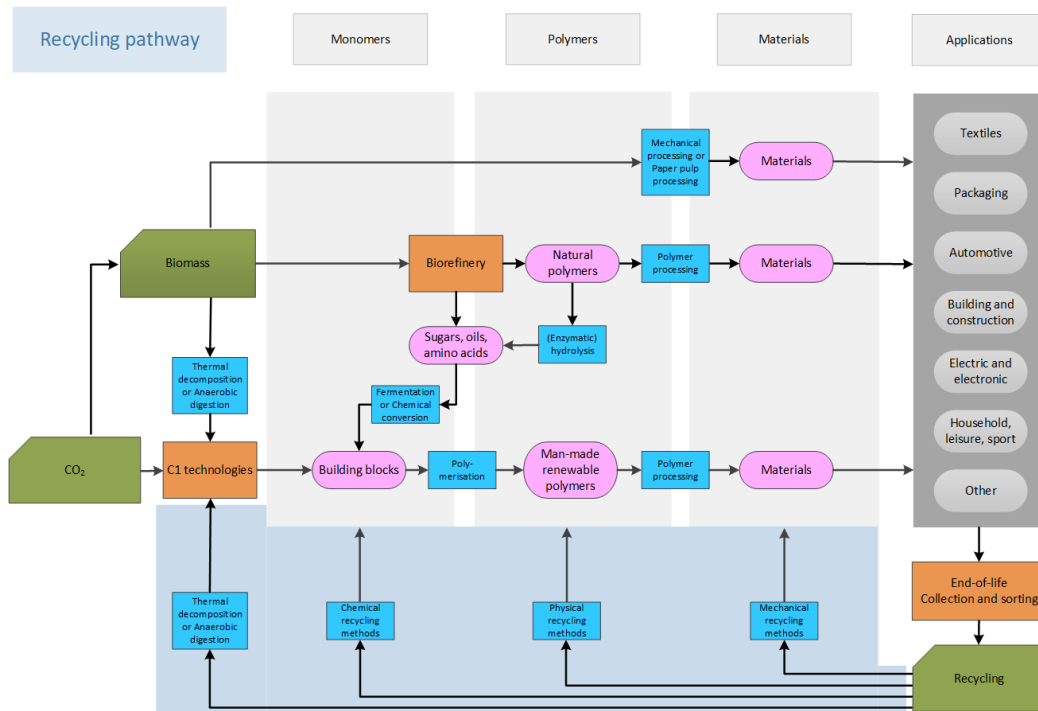 Recycling pathway
Monomers
Polymers
Materials
Applications
Mechanical
processing or
Paper pulp
processing
Materials
Textiles
Packaging
Biomass
Biorefinery
Natural
polymers
Polymer
processing
Materials
Automotive
Building and
construction
Sugars, oils,
amino acids
(Enzymatic)
hydrolysis
Thermal
decomposition
or Anaerobic
digestion
Fermentation
or Chemical
conversion
Electric and
electronic
Household,
leisure, sport
CO₂
C1 technologies
Building blocks
Poly-
merisation
Man-made
renewable
polymers
Polymer
processing
Materials
Other
End-of-life
Collection and sorting
Thermal
decomposition
or Anaerobic
digestion
Chemical
recycling
methods
Physical
recycling
methods
Mechanical
recycling
methods
Recycling